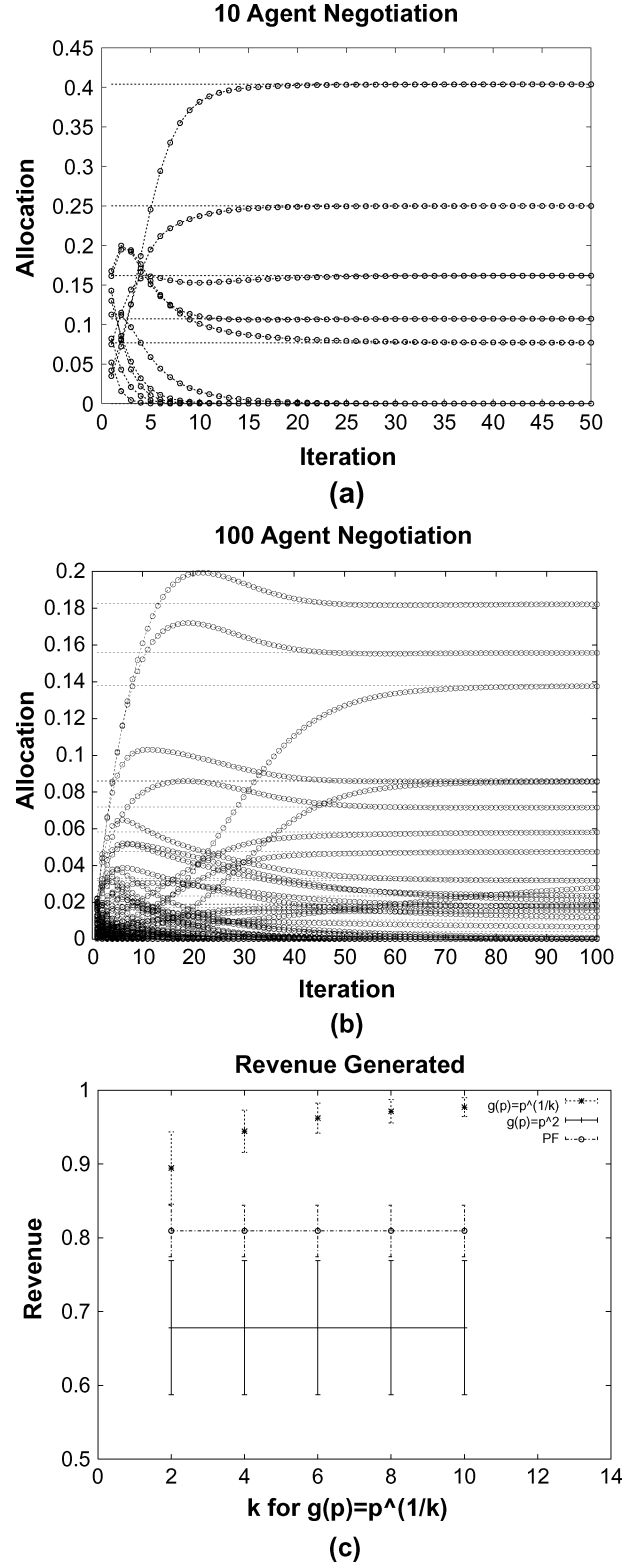 10 Agent Negotiation
0.45
0.4
0.35
0.3
0.25
0.2
0.15
0.1
0.05
0
Allocation
0 5 10 15 20 25 30 35 40 45 50
Iteration
(a)
100 Agent Negotiation
0.2
0.18
0.16
0.14
0.12
0.1
0.08
0.06
0.04
0.02
0
Allocation
0 10 20 30 40 50 60 70 80 90 100
Iteration
(b)
Revenue Generated
1
0.9
0.8
0.7
0.6
0.5
Revenue
g(p)=p^(1/k)
g(p)=p^2
PF
0 2 4 6 8 10 12 14
k for g(p)=p^(1/k)
(c)